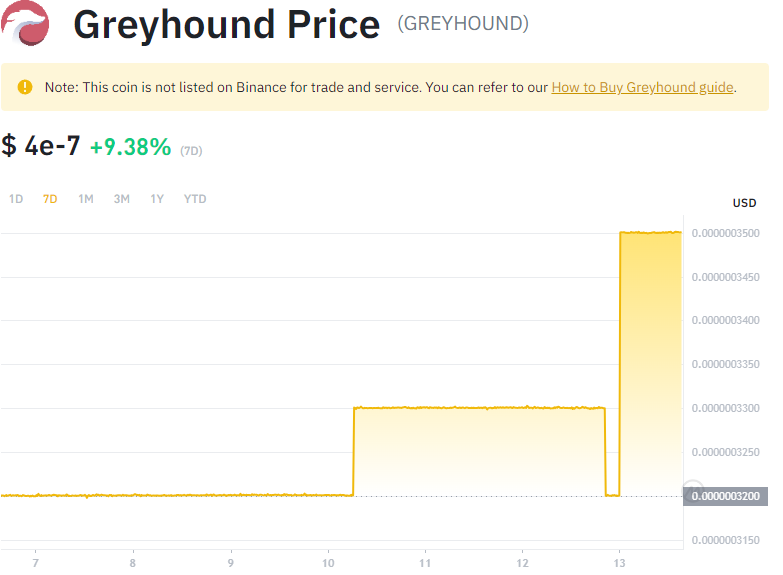 Greyhound Price (GREYHOUND)
Note: This coin is not listed on Binance for trade and service. You can refer to our How to Buy Greyhound guide.
$ 4e-7 +9.38% (7D)
1D 7D 1M 3M 1Y YTD
USD
0.0000003500
0.0000003450
0.0000003400
0.0000003350
0.0000003300
0.0000003250
0.0000003200
0.0000003150
7 8 9 10 11 12 13